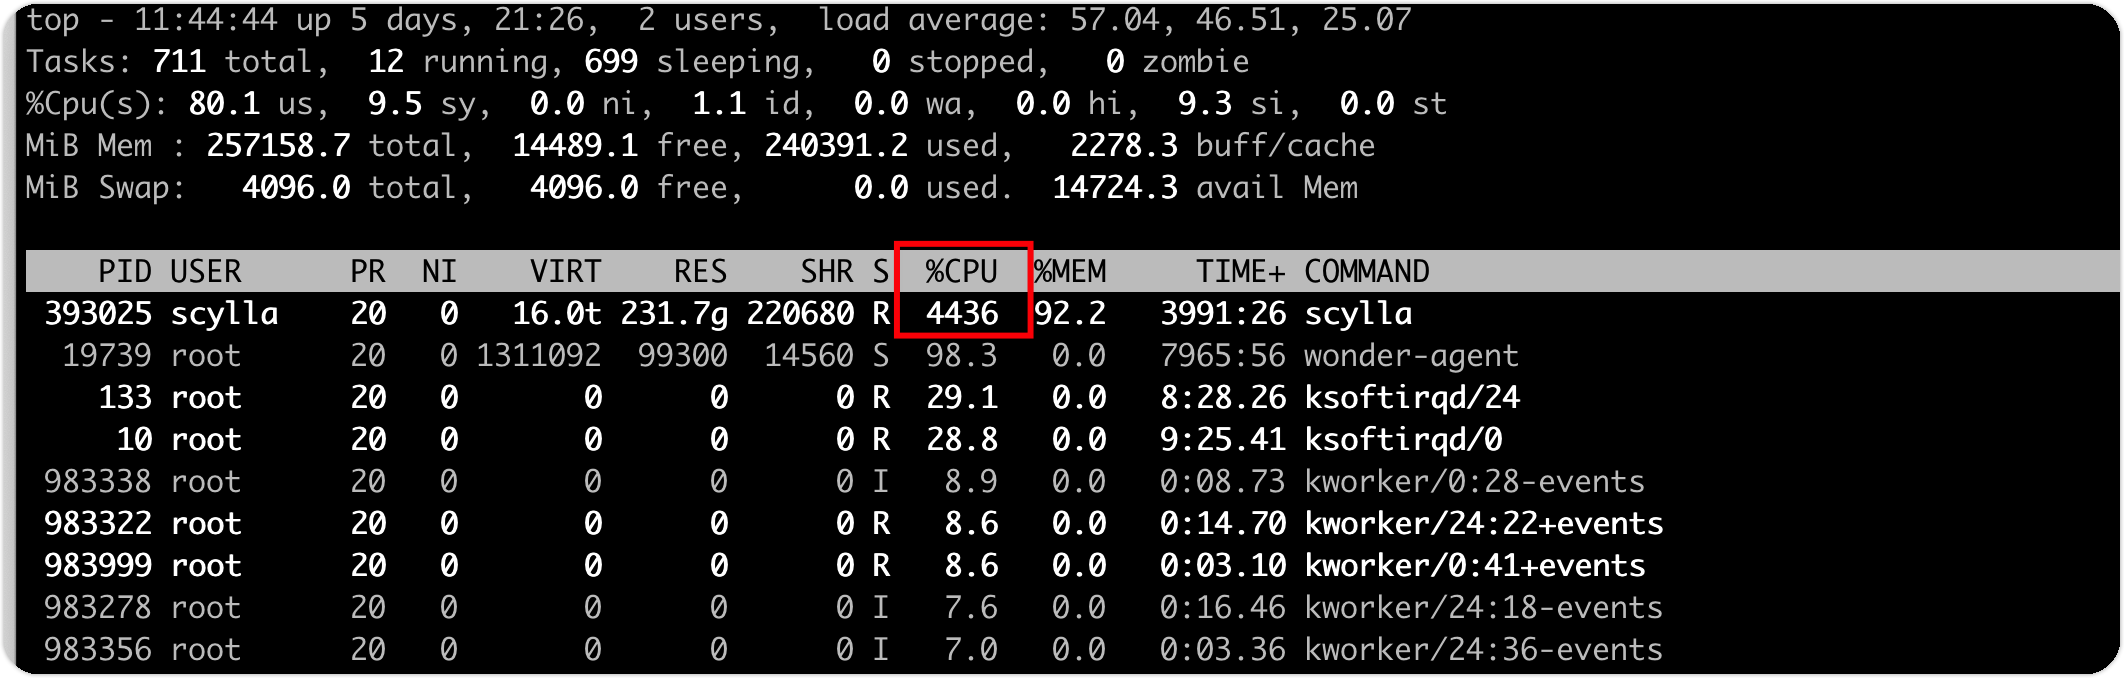 top - 11:44:44 up 5 days, 21:26,  2 users,  load average: 57.04, 46.51, 25.07
Tasks: 711 total,  12 running, 699 sleeping,   0 stopped,   0 zombie
%Cpu(s): 80.1 us,  9.5 sy,  0.0 ni,  1.1 id,  0.0 wa,  0.0 hi,  9.3 si,  0.0 st
MiB Mem : 257158.7 total,  14489.1 free, 240391.2 used,   2278.3 buff/cache
MiB Swap:   4096.0 total,   4096.0 free,      0.0 used.  14724.3 avail Mem
PID USER      PR  NI    VIRT    RES    SHR S  %CPU  %MEM     TIME+ COMMAND
393025 scylla    20   0   16.0t 231.7g 220680 R  4436  92.2   3991:26 scylla
19739 root      20   0 1311092  99300  14560 S  98.3   0.0   7965:56 wonder-agent
133 root      20   0       0      0      0 R  29.1   0.0   8:28.26 ksoftirqd/24
10 root      20   0       0      0      0 R  28.8   0.0   9:25.41 ksoftirqd/0
983338 root      20   0       0      0      0 I   8.9   0.0   0:08.73 kworker/0:28-events
983322 root      20   0       0      0      0 R   8.6   0.0   0:14.70 kworker/24:22+events
983999 root      20   0       0      0      0 R   8.6   0.0   0:03.10 kworker/0:41+events
983278 root      20   0       0      0      0 I   7.6   0.0   0:16.46 kworker/24:18-events
983356 root      20   0       0      0      0 I   7.0   0.0   0:03.36 kworker/24:36-events